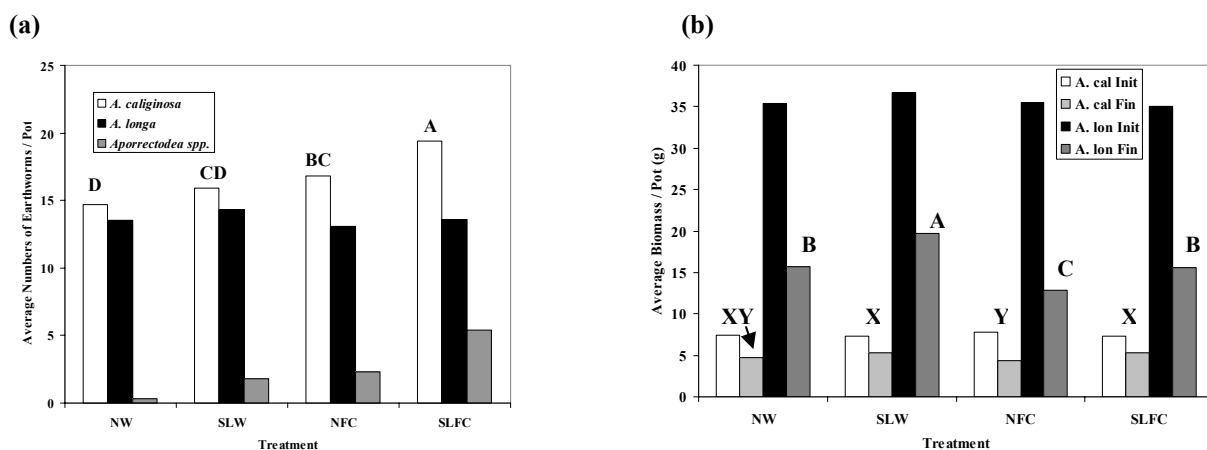 (a)
Average Numbers of Earthworms / Pot
25
20
15
10
5
0
A. caliginosa
A. longa
Aporrectodea spp.
D
CD
BC
A
NW
SLW
NFC
SLFC
Treatment
(b)
Average Biomass / Pot (g)
40
35
30
25
20
15
10
5
0
A. cal Init
A. cal Fin
A. lon Init
A. lon Fin
XY
B
X
A
Y
C
X
B
NW
SLW
NFC
SLFC
Treatment